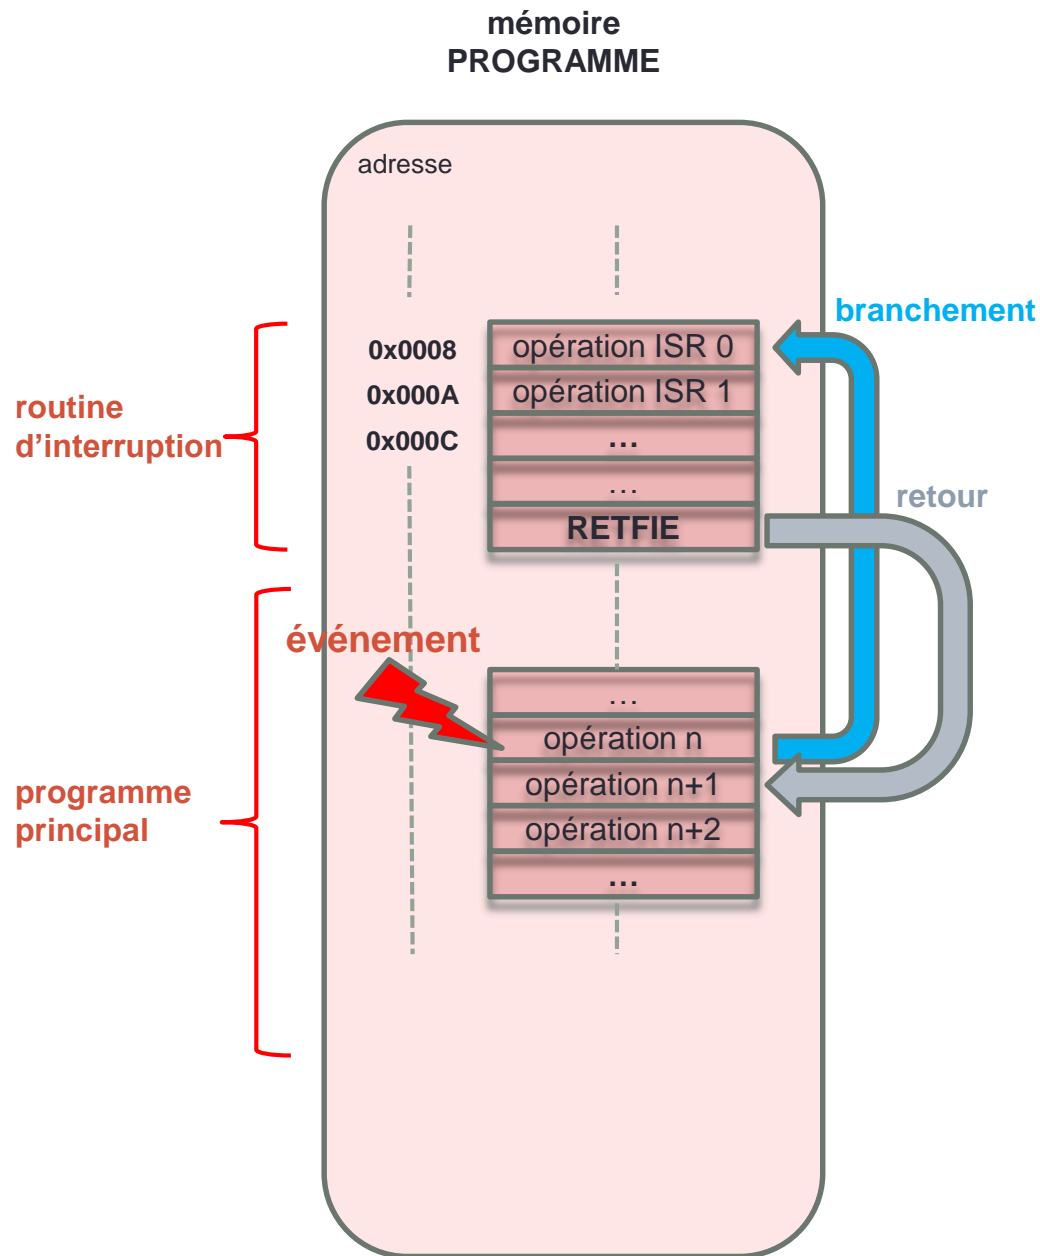 mémoire
PROGRAMME
adresse
branchement
0x0008
opération ISR 0
0x000A
opération ISR 1
routine
d’interruption
0x000C
...
...
retour
RETFIE
événement
...
opération n
programme
principal
opération n+1
opération n+2
...